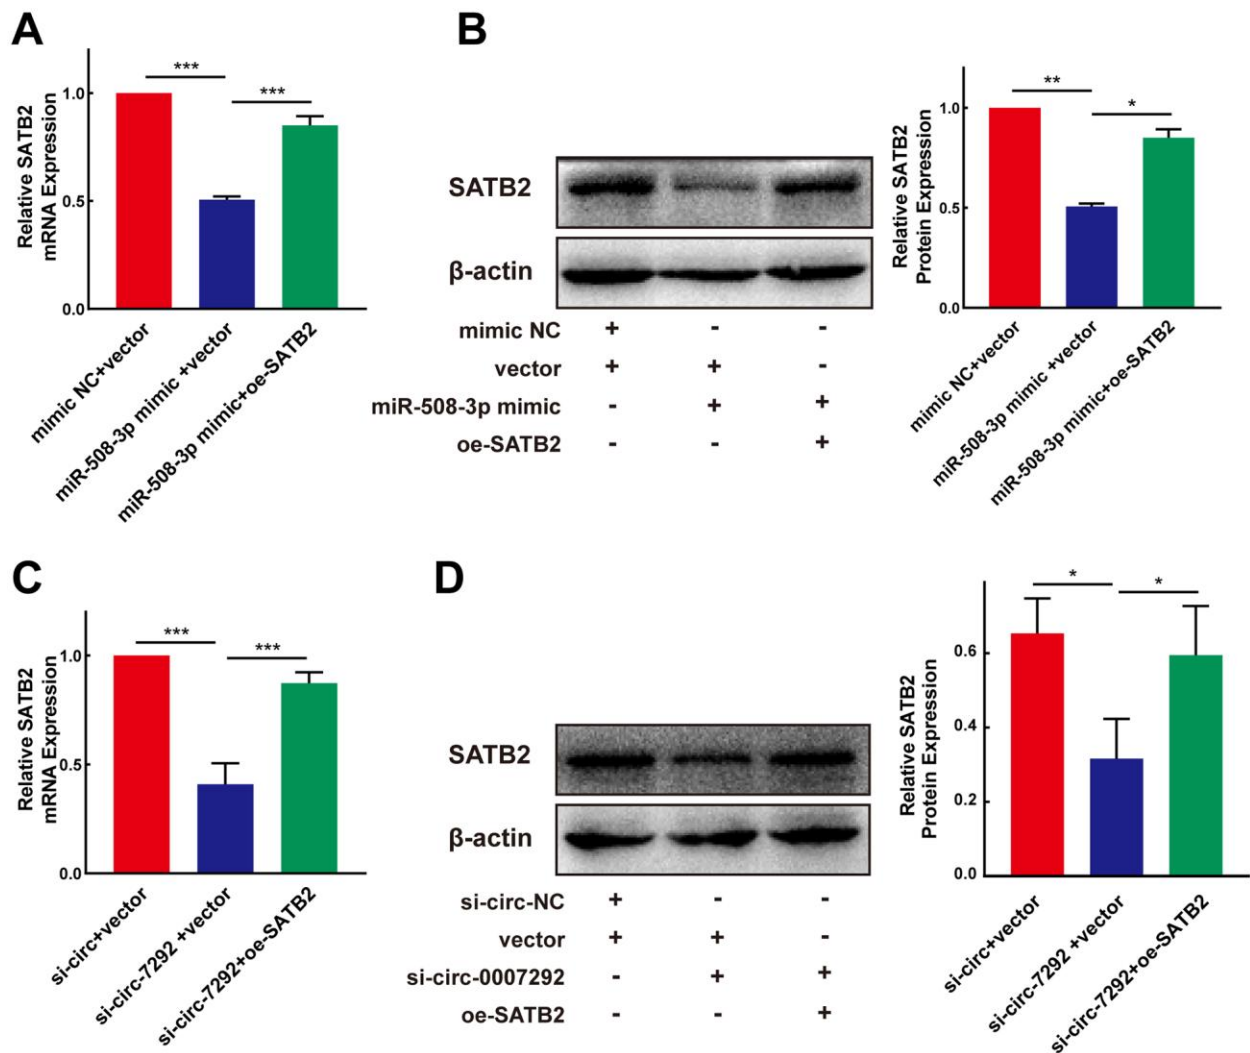 A
Relative SATB2
mRNA Expression
1.0
0.5
0.0
***
***
mimic NC+vector
miR-508-3p mimic +vector
miR-508-3p mimic+oe-SATB2
B
SATB2
β-actin
mimic NC + - -
vector + + -
miR-508-3p mimic - + +
oe-SATB2 - - +
Relative SATB2
Protein Expression
1.0
0.5
0.0
**
*
mimic NC+vector
miR-508-3p mimic +vector
miR-508-3p mimic+oe-SATB2
C
Relative SATB2
mRNA Expression
1.0
0.5
0.0
***
***
si-circ+vector
si-circ-7292 +vector
si-circ-7292+oe-SATB2
D
SATB2
β-actin
si-circ-NC + - -
vector + + -
si-circ-0007292 - + +
oe-SATB2 - - +
Relative SATB2
Protein Expression
0.6
0.4
0.2
0.0
*
*
si-circ+vector
si-circ-7292 +vector
si-circ-7292+oe-SATB2